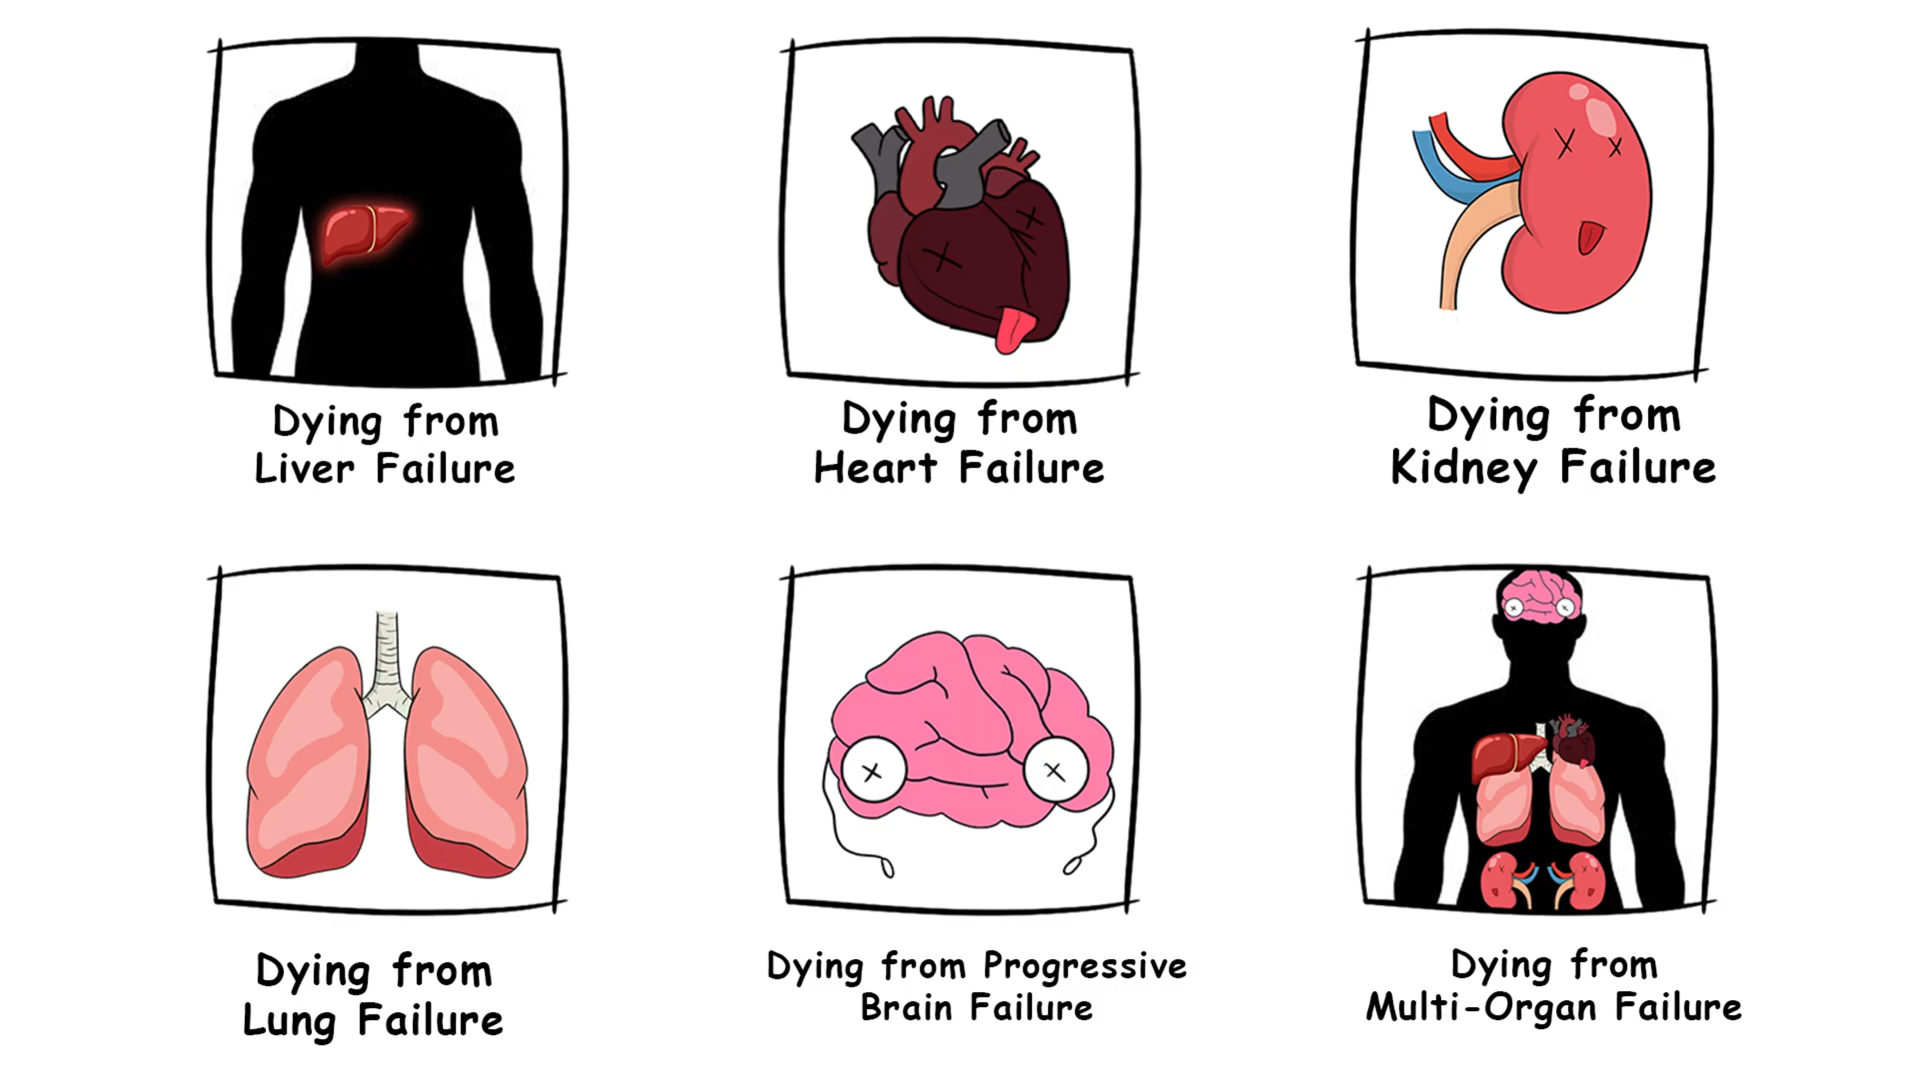 Dying from
Liver Failure
Dying from
Heart Failure
Dying from
Kidney Failure
Dying from
Lung Failure
Dying from Progressive
Brain Failure
Dying from
Multi-Organ Failure